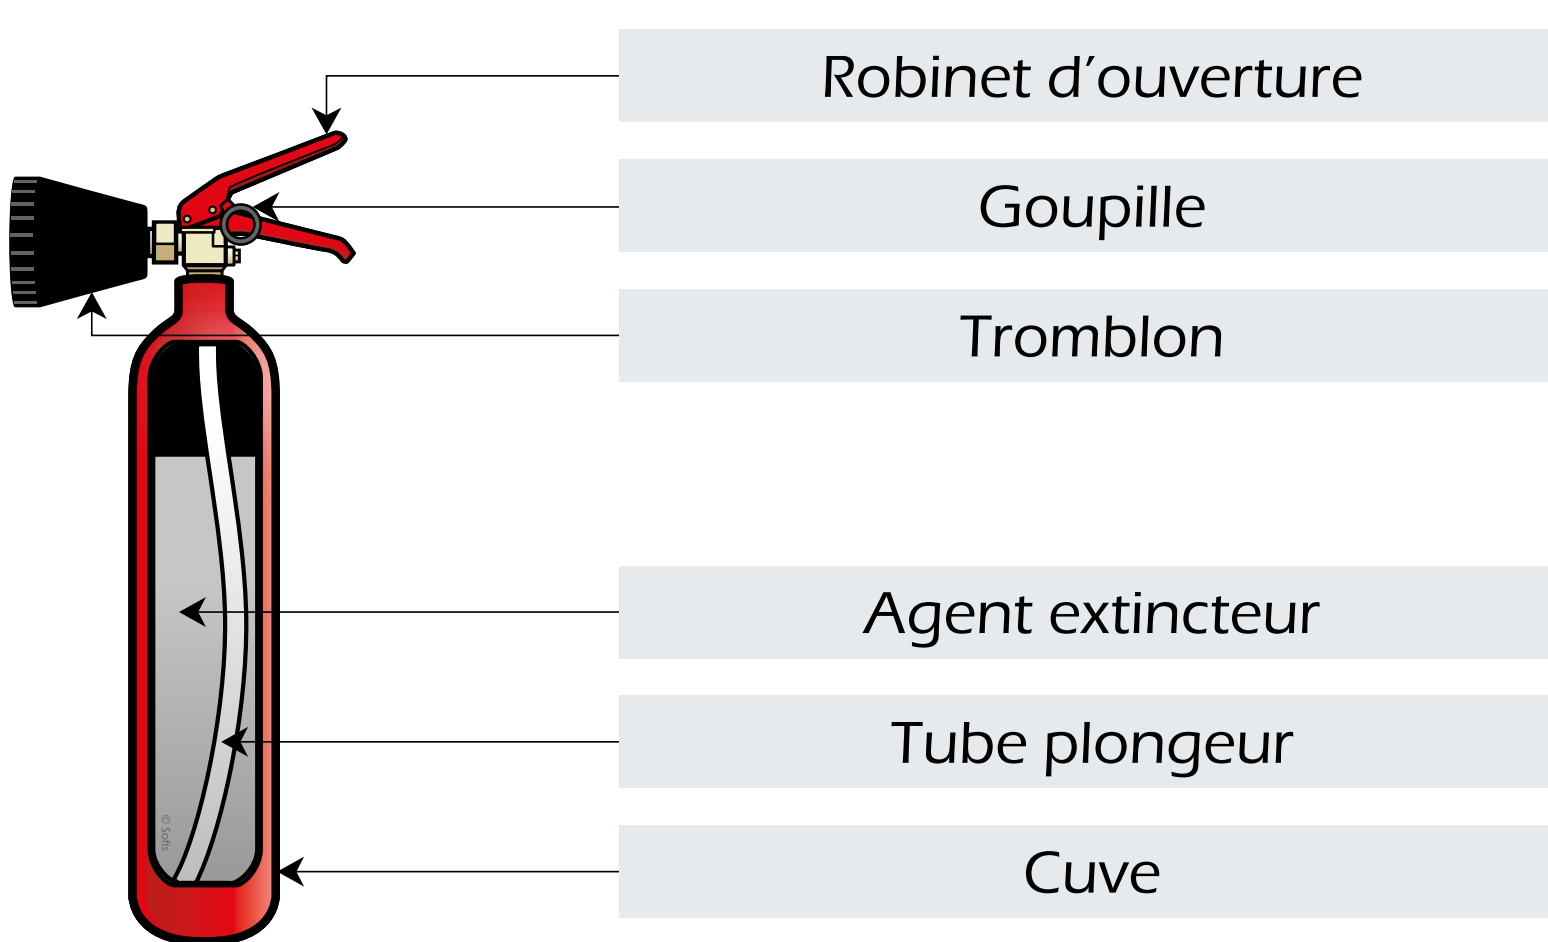 Robinet d’ouverture
Goupille
Tromblon
Agent extincteur
Tube plongeur
© Sofis
Cuve